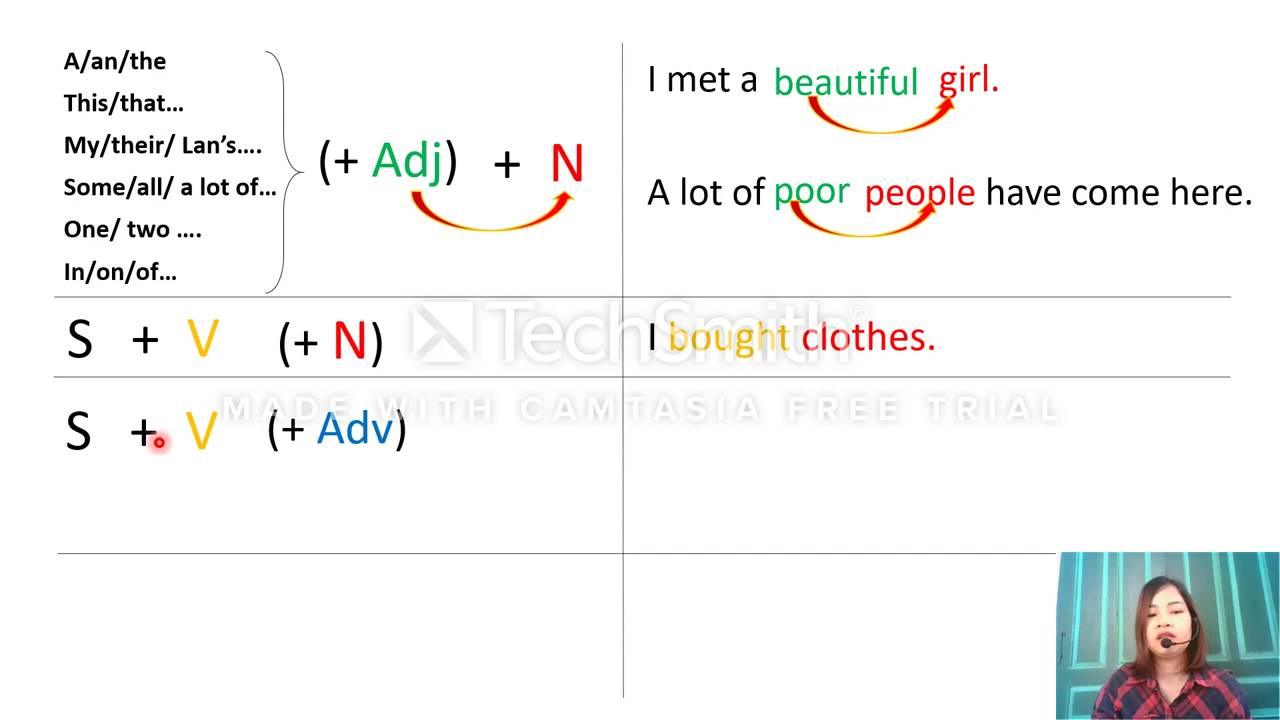 A/an/the
This/that...
My/their/ Lan's....
Some/all/ a lot of...
One/ two ....
In/on/of...
(+ Adj) + N
I met a beautiful girl.
A lot of poor people have come here.
S + V (+ N)
I bought clothes.
TechSmith®
MADE WITH CAMTASIA FREE TRIAL
S + V (+ Adv)